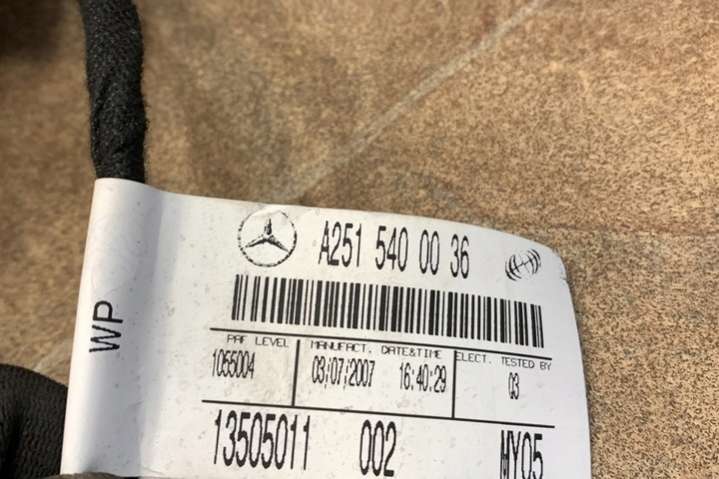 A251 540 00 36
WP
PAF LEVEL MANUFACT. DATE&TIME ELECT. TESTED BY
1055004 03/07/2007 16:40:29 03
13505011 002 MY05